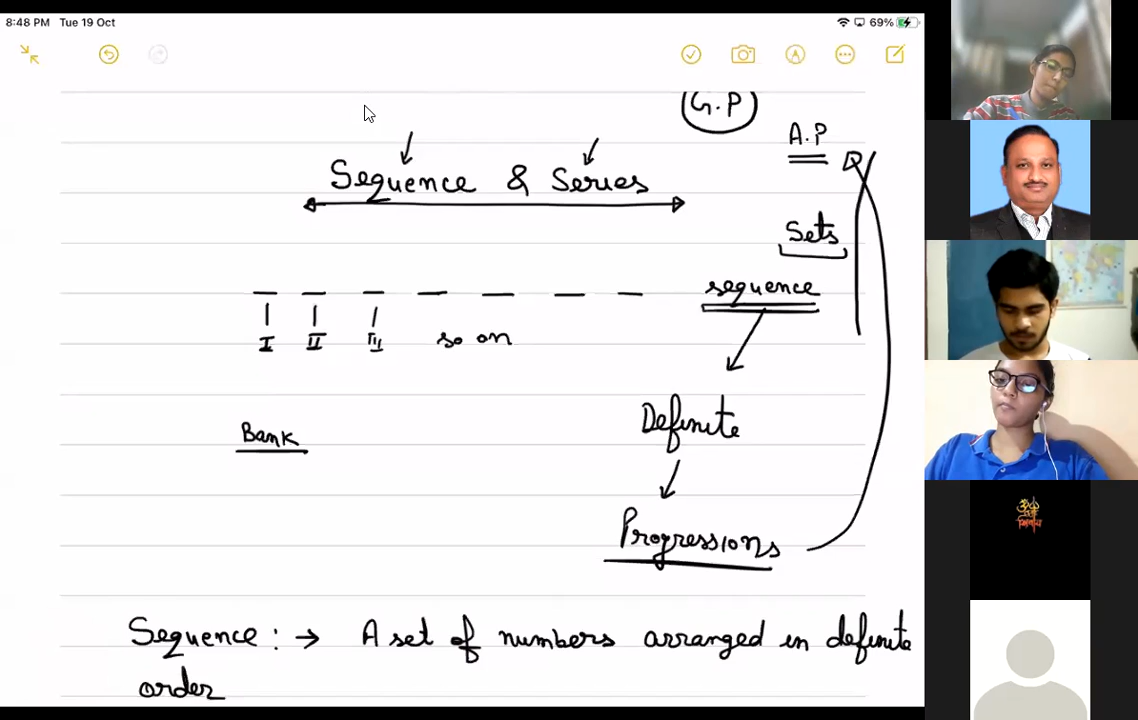 8:48 PM Tue 19 Oct
69%
G.P
A.P
Sequence & Series
Sets
sequence
I II III so on
Definite
Bank
Progressions
Sequence : → A set of numbers arranged in definite
order